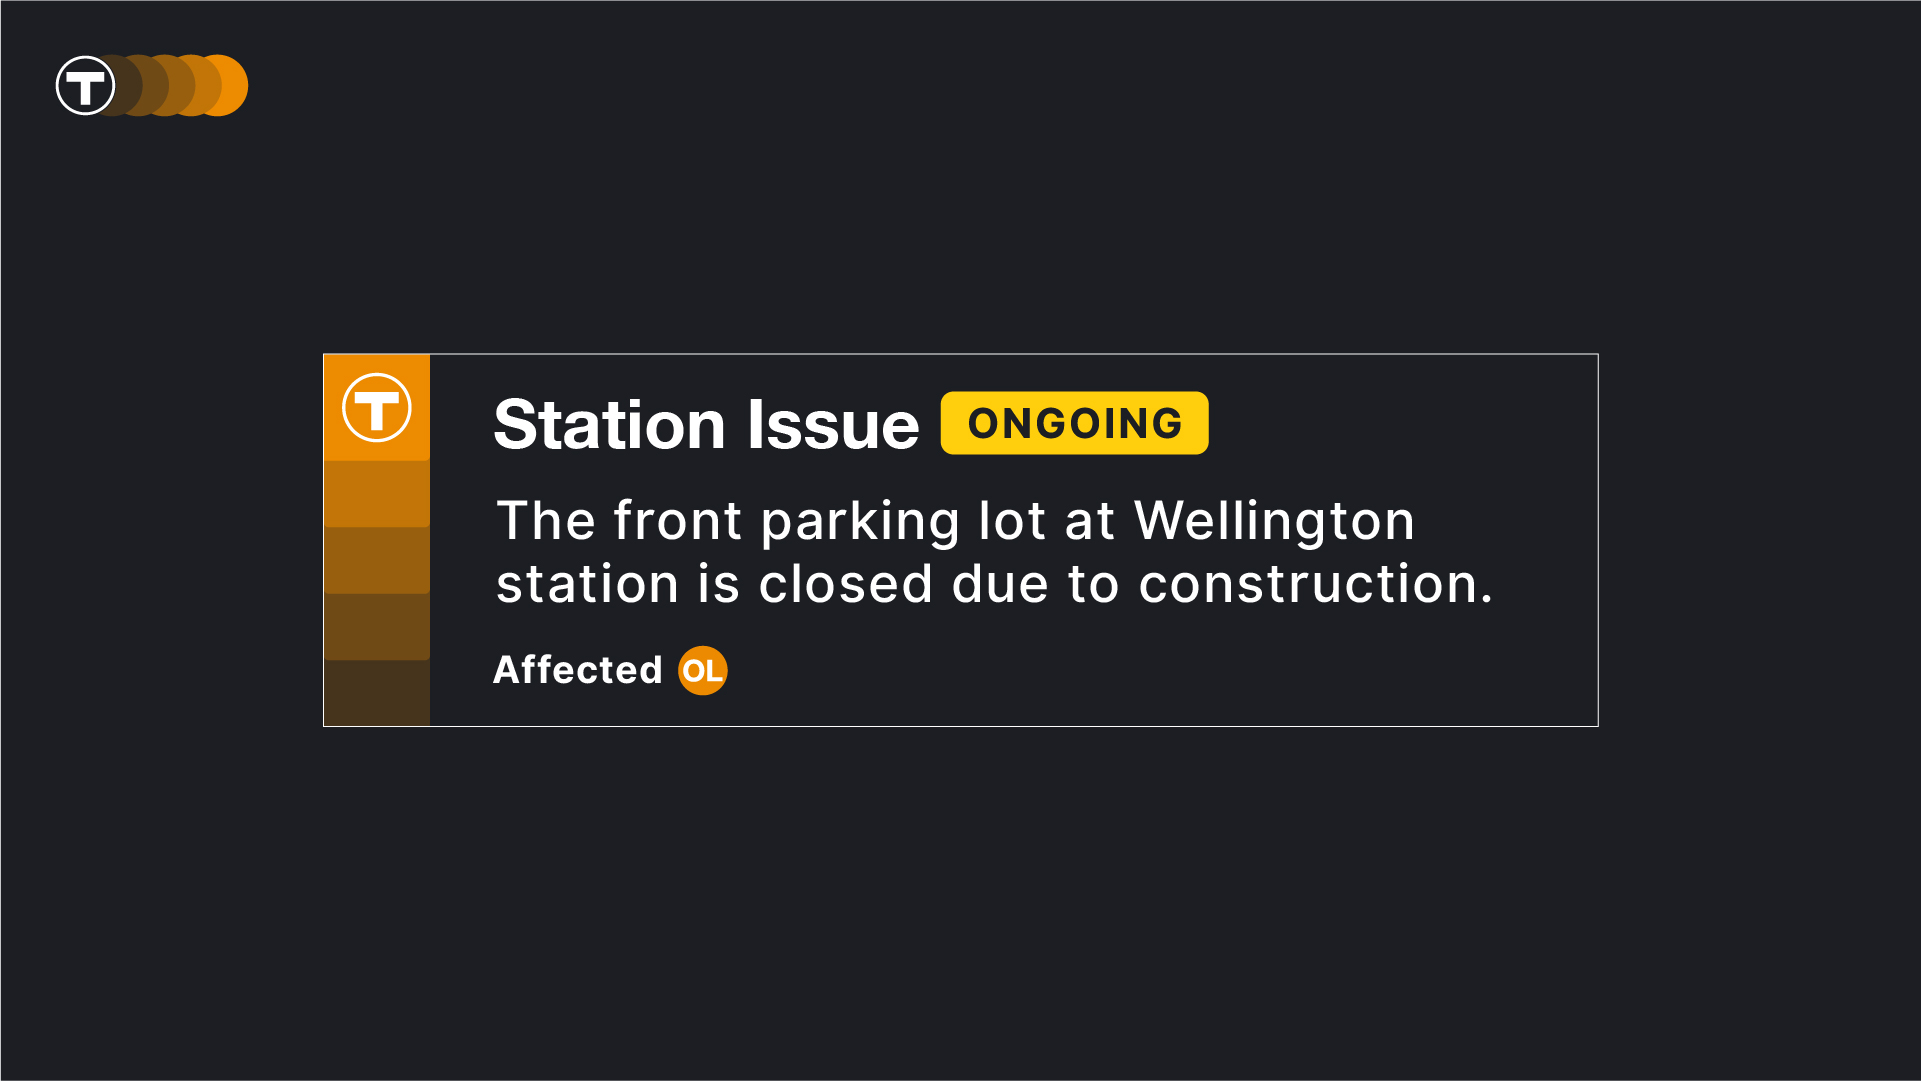 T
T
Station Issue ONGOING
The front parking lot at Wellington
station is closed due to construction.
Affected OL